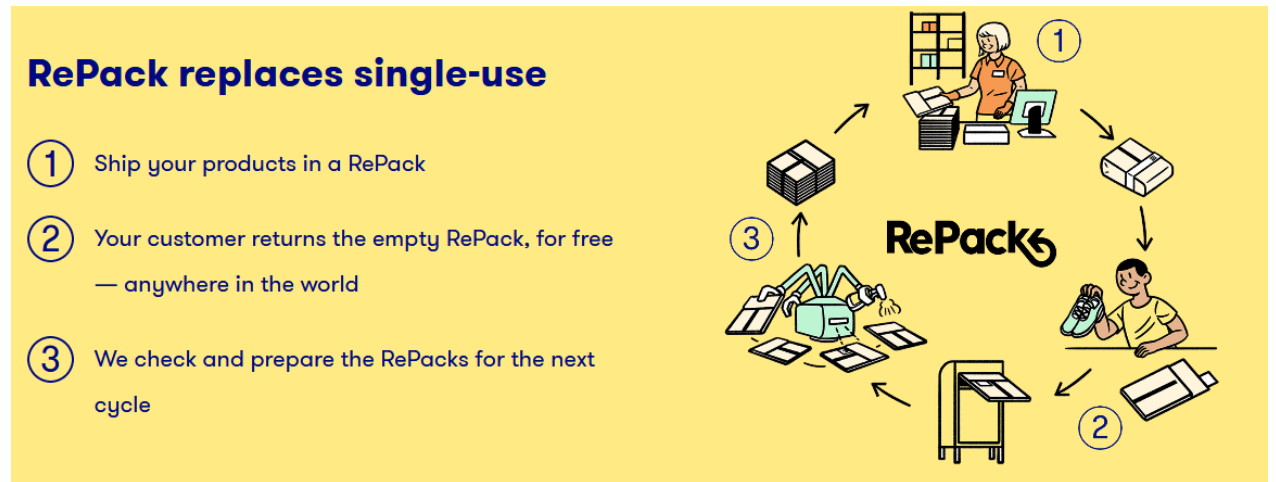 RePack replaces single-use
1 Ship your products in a RePack
2 Your customer returns the empty RePack, for free
— anywhere in the world
3 We check and prepare the RePacks for the next
cycle
1
3
RePack
2